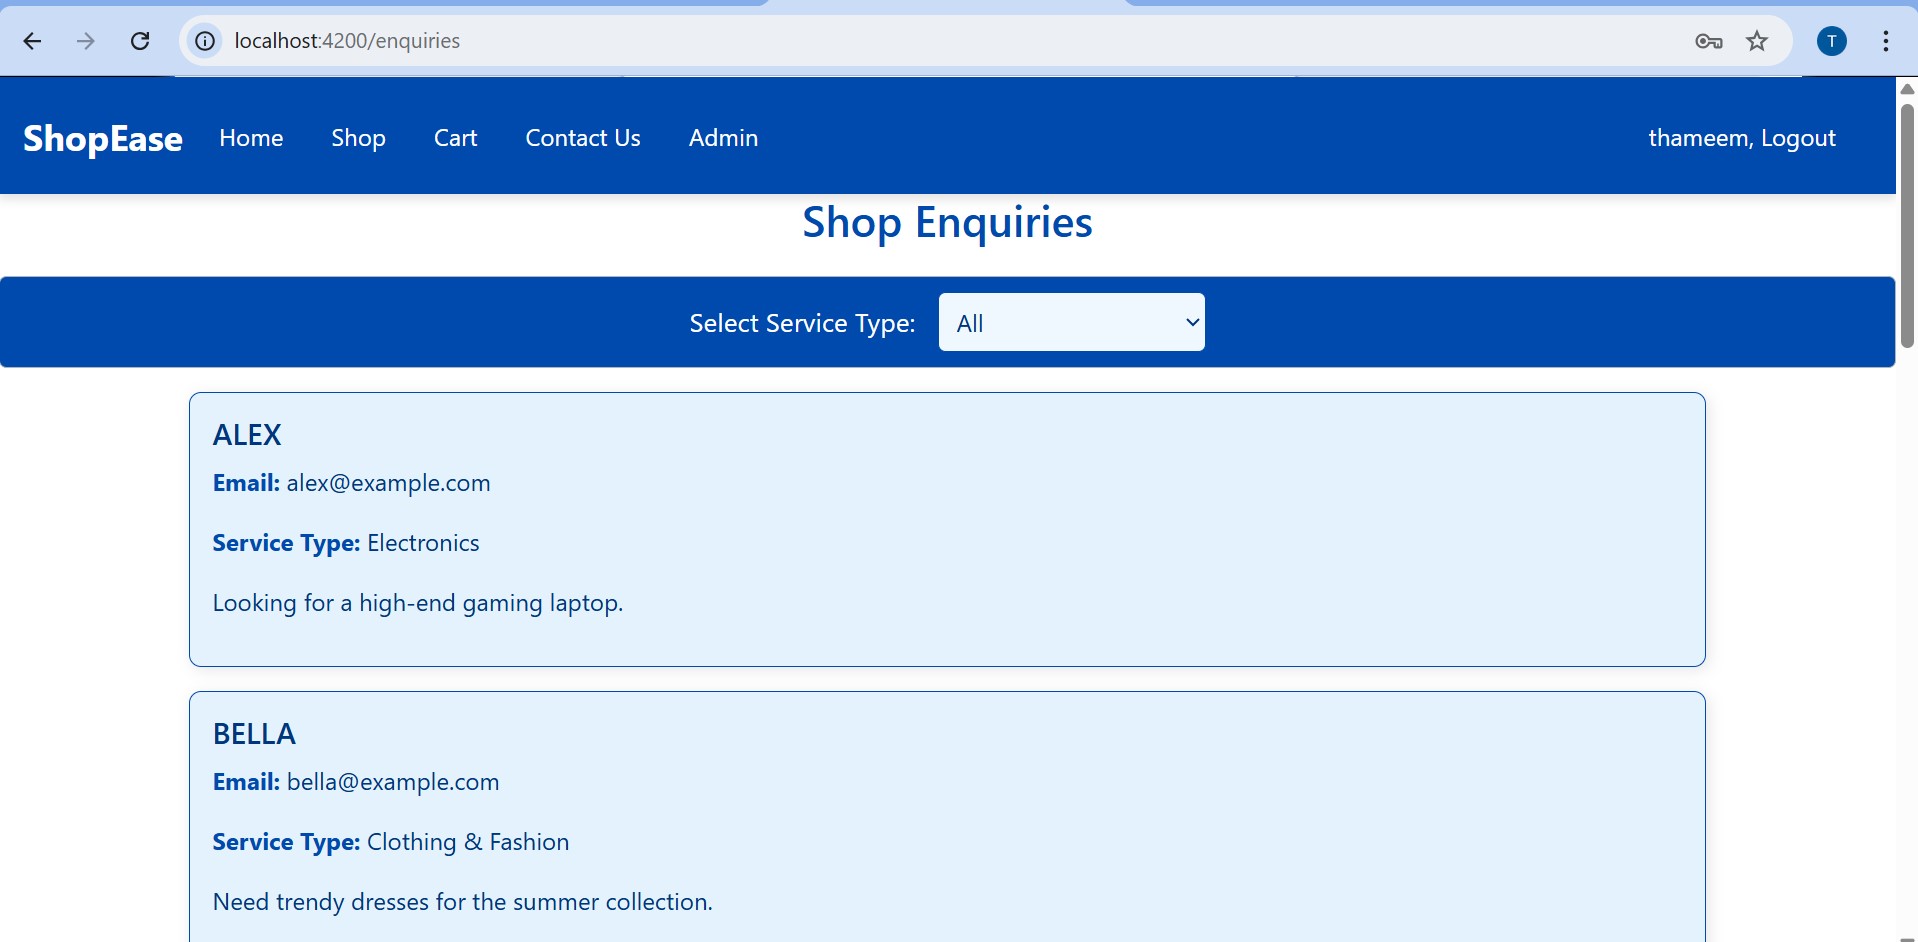 localhost:4200/enquiries
T
ShopEase Home Shop Cart Contact Us Admin thameem, Logout
Shop Enquiries
Select Service Type: All
ALEX
Email: alex@example.com
Service Type: Electronics
Looking for a high-end gaming laptop.
BELLA
Email: bella@example.com
Service Type: Clothing & Fashion
Need trendy dresses for the summer collection.